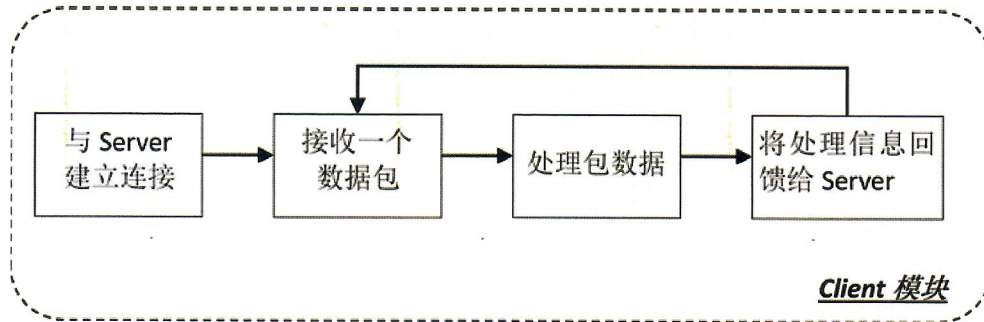 与 Server
建立连接
接收一个
数据包
处理包数据
将处理信息回
馈给 Server
Client 模块